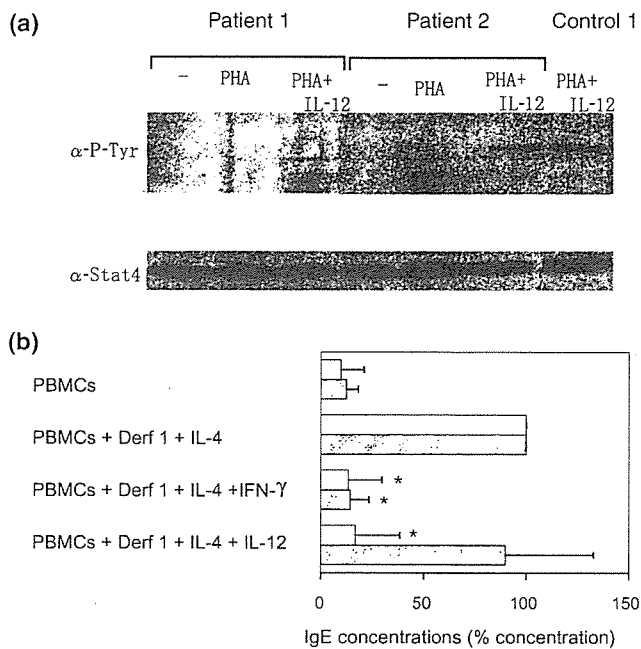 (a)
Patient 1 Patient 2 Control 1
– PHA PHA+ IL-12 – PHA PHA+ IL-12 PHA+ IL-12
α-P-Tyr
α-Stat4
(b)
PBMCs
PBMCs + Derf 1 + IL-4
PBMCs + Derf 1 + IL-4 +IFN-γ
* *
PBMCs + Derf 1 + IL-4 + IL-12
*
0 50 100 150
IgE concentrations (% concentration)